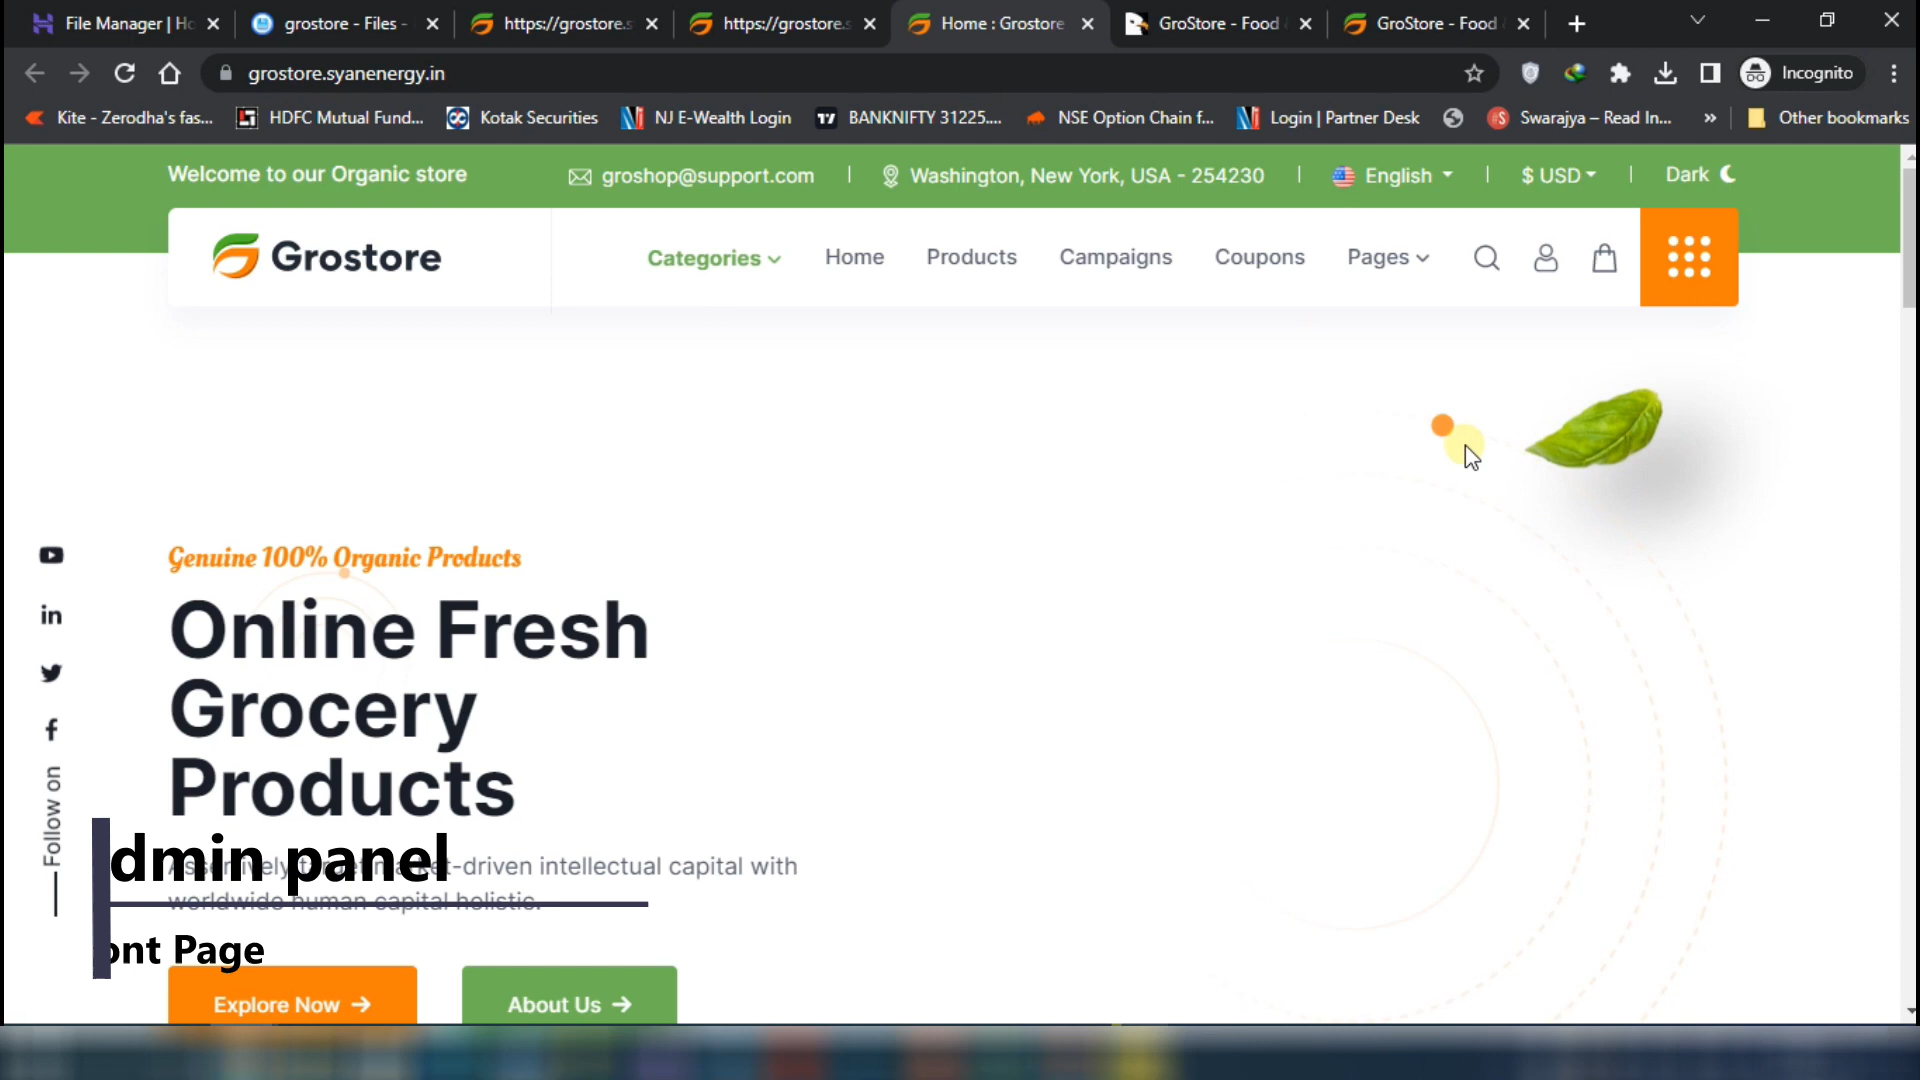 File Manager | Ho
grostore - Files -
https://grostore.s
https://grostore.s
Home : Grostore
GroStore - Food
GroStore - Food
grostore.syanenergy.in
Incognito
Kite - Zerodha's fas...
HDFC Mutual Fund...
Kotak Securities
NJ E-Wealth Login
BANKNIFTY 31225....
NSE Option Chain f...
Login | Partner Desk
Swarajya – Read In...
»
Other bookmarks
Welcome to our Organic store
groshop@support.com
Washington, New York, USA - 254230
English
$ USD
Dark
Grostore
Categories
Home
Products
Campaigns
Coupons
Pages
Genuine 100% Organic Products
Online Fresh
Grocery
Products
Follow on
dmin panel
-driven intellectual capital with
worldwide human capital holistic.
ont Page
Explore Now →
About Us →